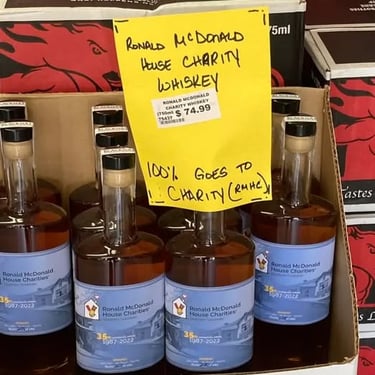 RONALD McDONALD
HOUSE CHARITY
WHISKEY
RONALD MCDONALD
CHARITY WHISKEY
$74.99
100% GOES TO
CHARITY (RMHC)
75ml
Ronald McDonald
House Charities
35
1987-2022
Ronald McDonald
House Charities
35
1987-2022
Ronald McDonald
House Charities
35
1987-2022
Ronald McDonald
House Charities
1987-2022